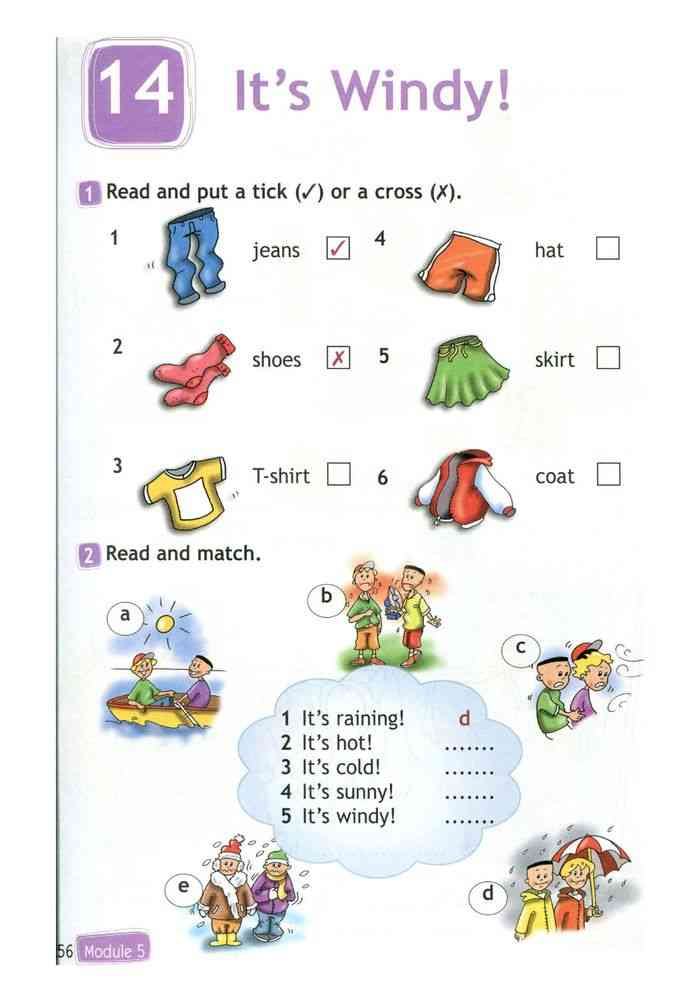 14 It's Windy!
1 Read and put a tick (✓) or a cross (✗).
1 jeans ✓
4 hat
2 shoes ✗
5 skirt
3 T-shirt
6 coat
2 Read and match.
a
b
c
1 It's raining! d
2 It's hot! .......
3 It's cold! .......
4 It's sunny! .......
5 It's windy! .......
e
d
56 Module 5